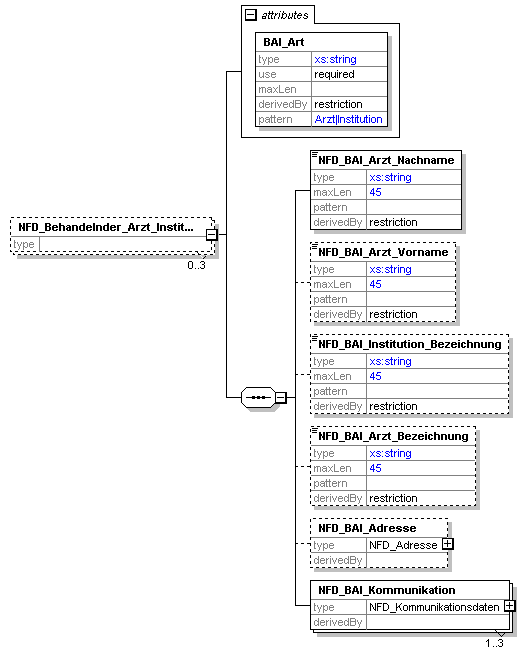 attributes
BAI_Art
type xs:string
use required
maxLen
derivedBy restriction
pattern Arzt|Institution
NFD_BAI_Arzt_Nachname
type xs:string
maxLen 45
pattern
derivedBy restriction
NFD_Behandelnder_Arzt_Instit...
type
0..3
NFD_BAI_Arzt_Vorname
type xs:string
maxLen 45
pattern
derivedBy restriction
NFD_BAI_Institution_Bezeichnung
type xs:string
maxLen 45
pattern
derivedBy restriction
NFD_BAI_Arzt_Bezeichnung
type xs:string
maxLen 45
pattern
derivedBy restriction
NFD_BAI_Adresse
type NFD_Adresse
derivedBy
NFD_BAI_Kommunikation
type NFD_Kommunikationsdaten
derivedBy
1..3